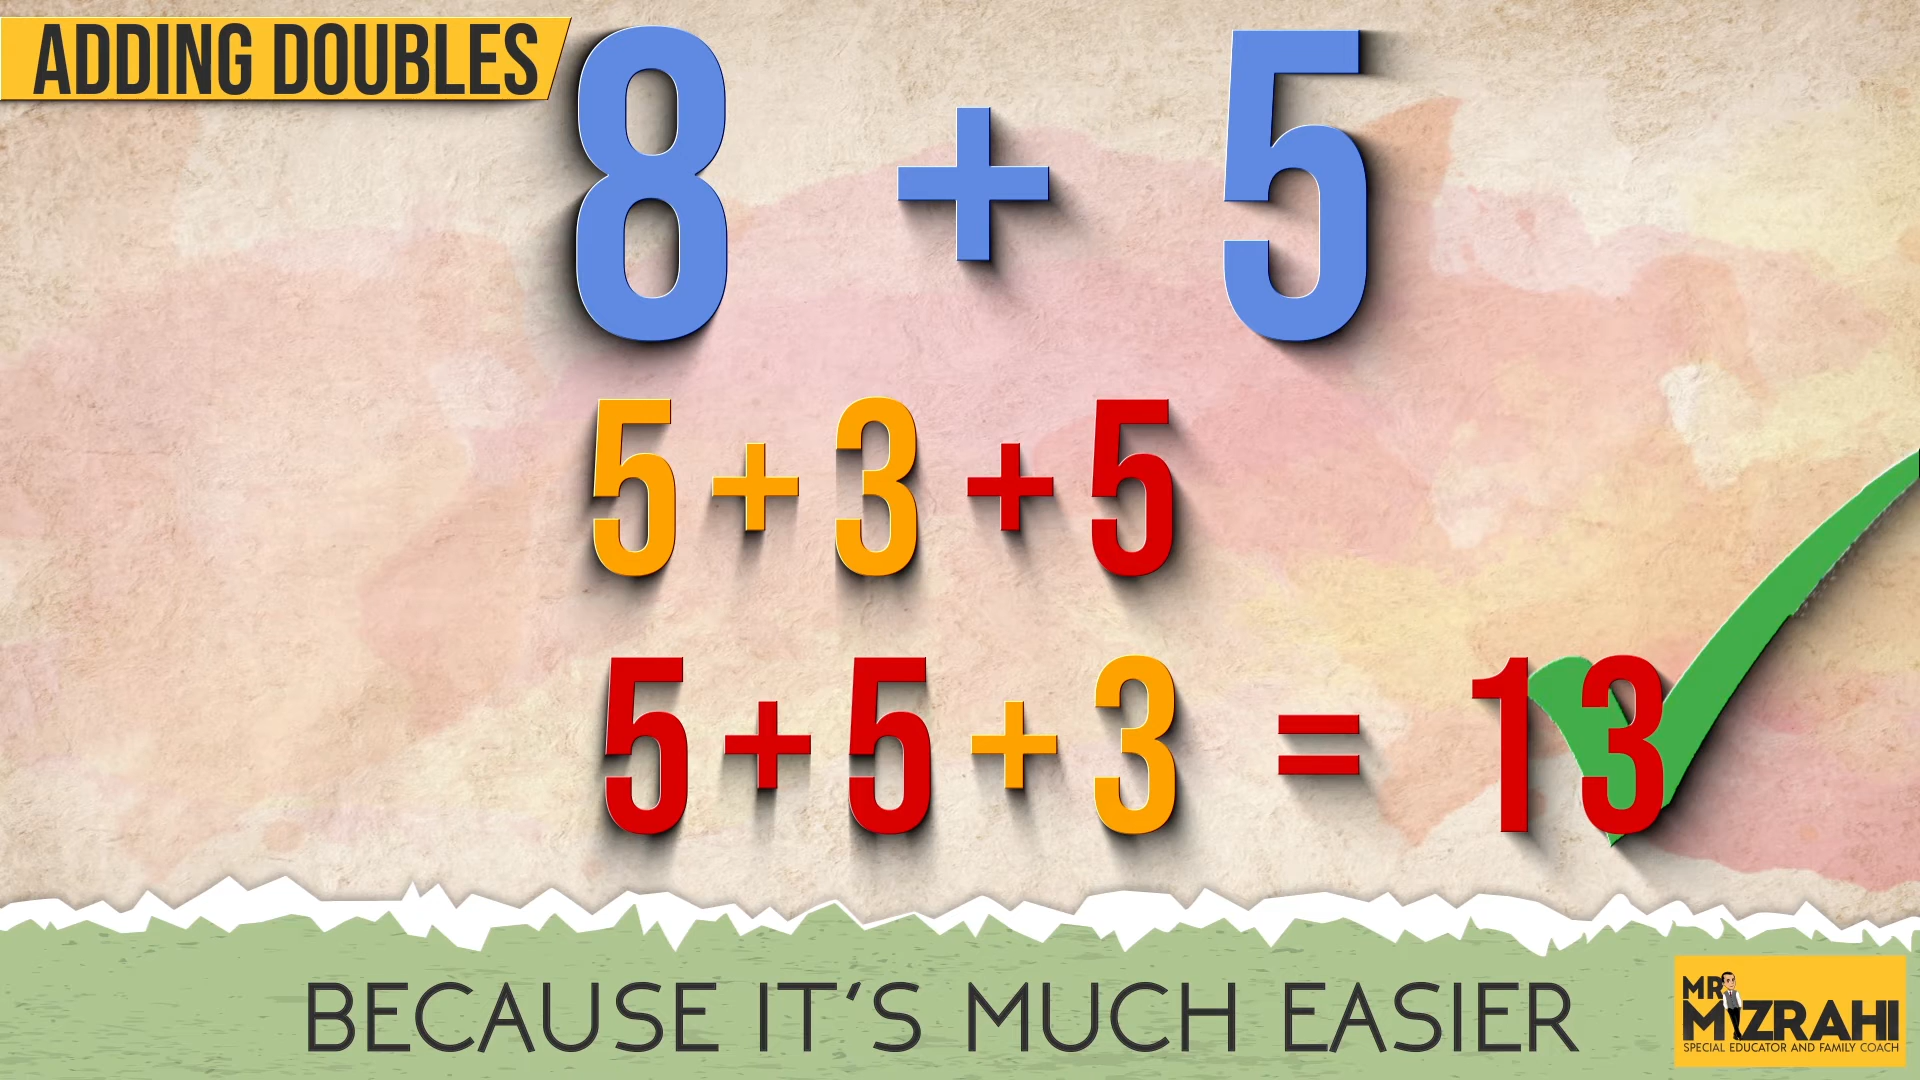 ADDING DOUBLES
8 + 5
5 + 3 + 5
5 + 5 + 3 = 13
BECAUSE IT'S MUCH EASIER
MR
MIZRAHI
SPECIAL EDUCATOR AND FAMILY COACH